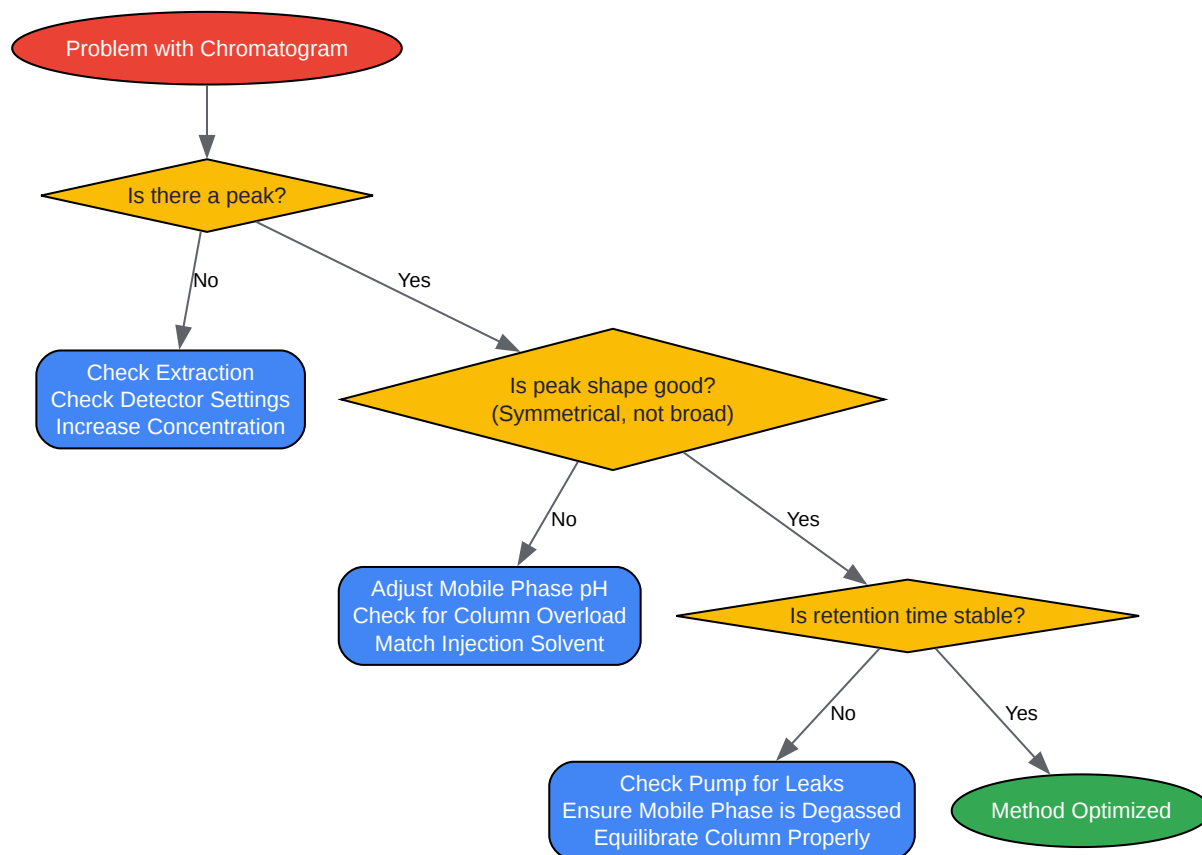 Problem with Chromatogram
Is there a peak?
No
Yes
Check Extraction
Check Detector Settings
Increase Concentration
Is peak shape good?
(Symmetrical, not broad)
No
Yes
Adjust Mobile Phase pH
Check for Column Overload
Match Injection Solvent
Is retention time stable?
No
Yes
Check Pump for Leaks
Ensure Mobile Phase is Degassed
Equilibrate Column Properly
Method Optimized